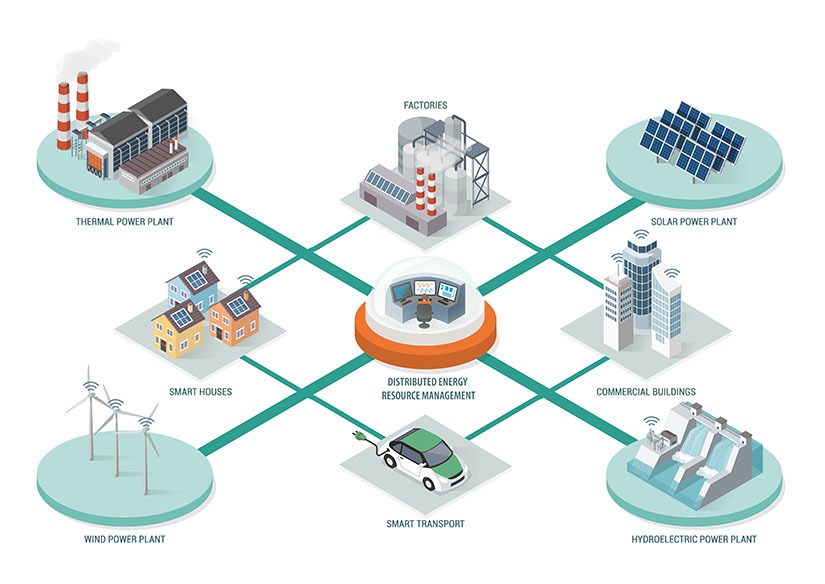 FACTORIES
THERMAL POWER PLANT
SOLAR POWER PLANT
SMART HOUSES
DISTRIBUTED ENERGY
RESOURCE MANAGEMENT
COMMERCIAL BUILDINGS
WIND POWER PLANT
SMART TRANSPORT
HYDROELECTRIC POWER PLANT